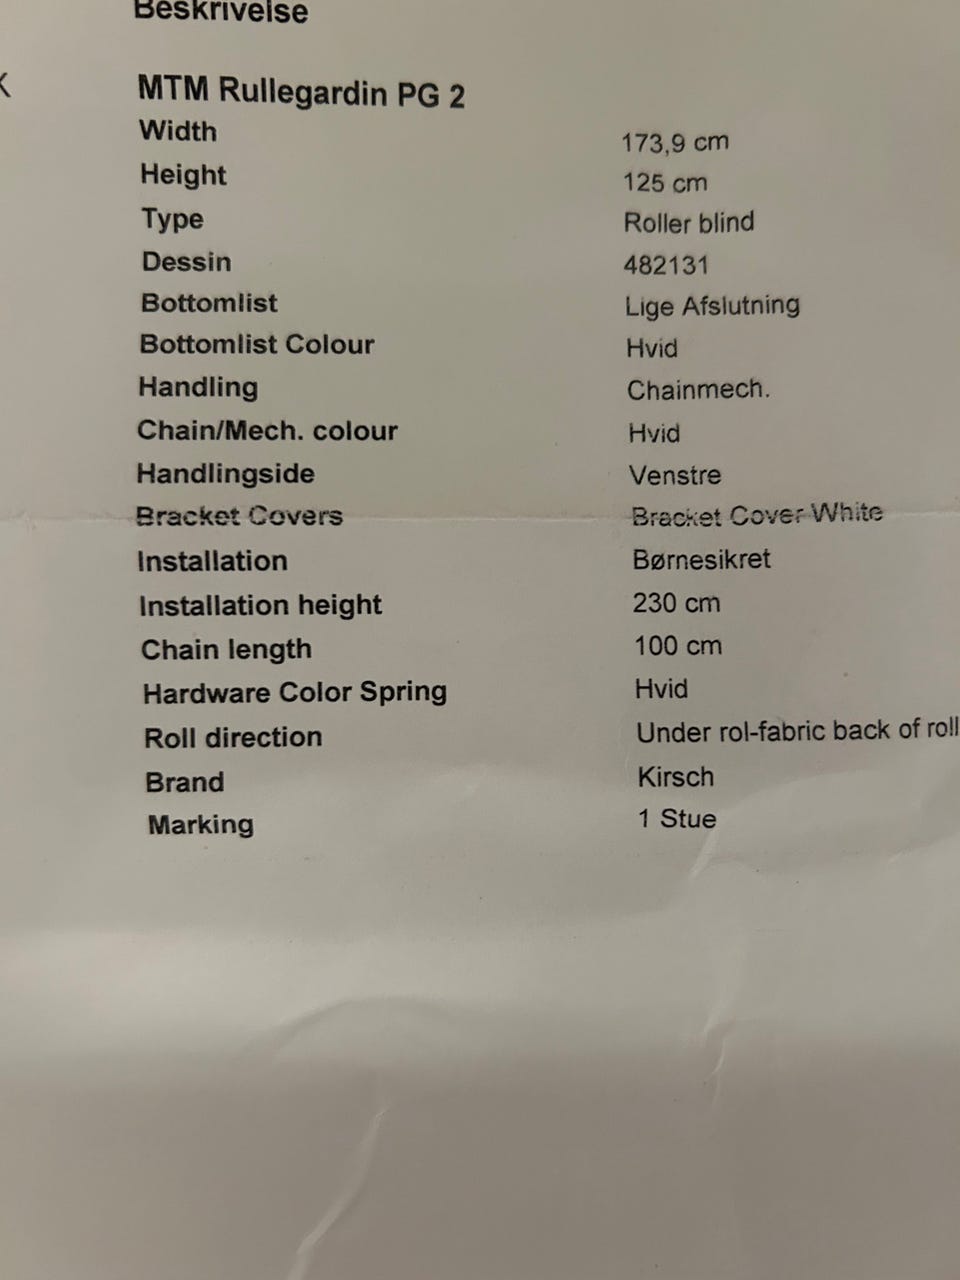 Beskrivelse
K
MTM Rullegardin PG 2
Width 173,9 cm
Height 125 cm
Type Roller blind
Dessin 482131
Bottomlist Lige Afslutning
Bottomlist Colour Hvid
Handling Chainmech.
Chain/Mech. colour Hvid
Handlingside Venstre
Bracket Covers Bracket Cover White
Installation Børnesikret
Installation height 230 cm
Chain length 100 cm
Hardware Color Spring Hvid
Roll direction Under rol-fabric back of roll
Brand Kirsch
Marking 1 Stue